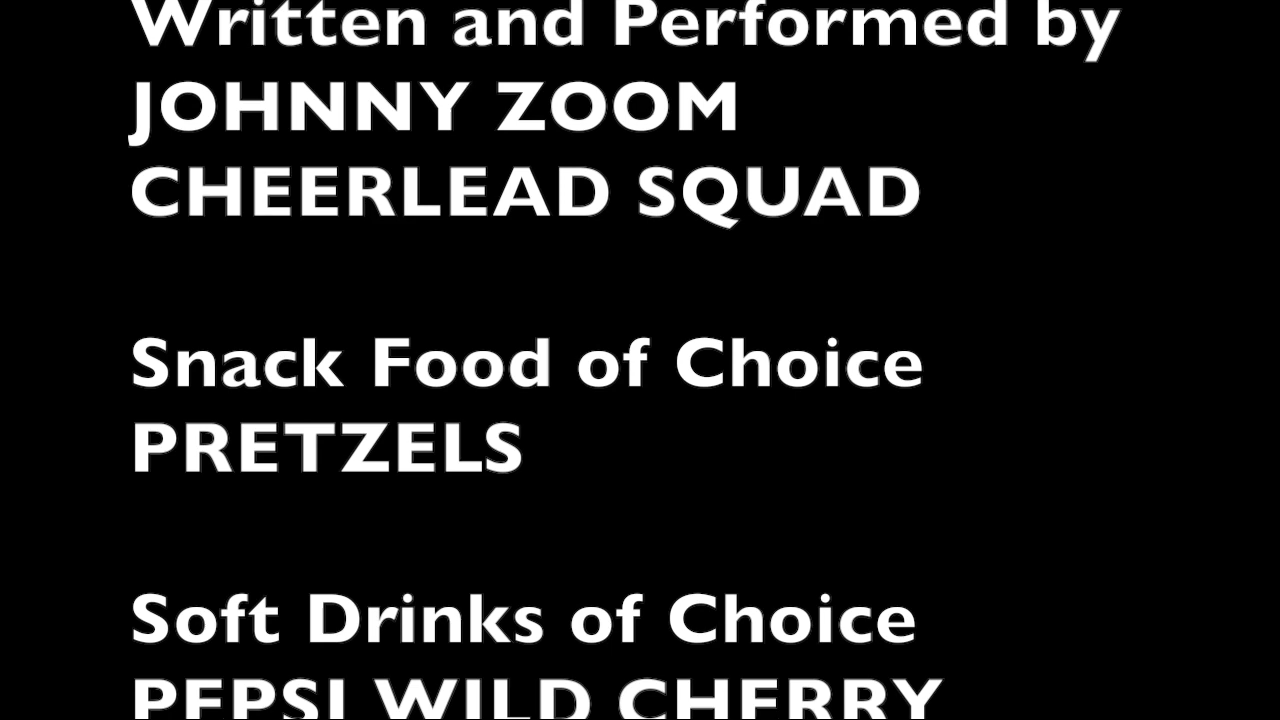 Written and Performed by
JOHNNY ZOOM
CHEERLEAD SQUAD
Snack Food of Choice
PRETZELS
Soft Drinks of Choice
PEPSI WILD CHERRY